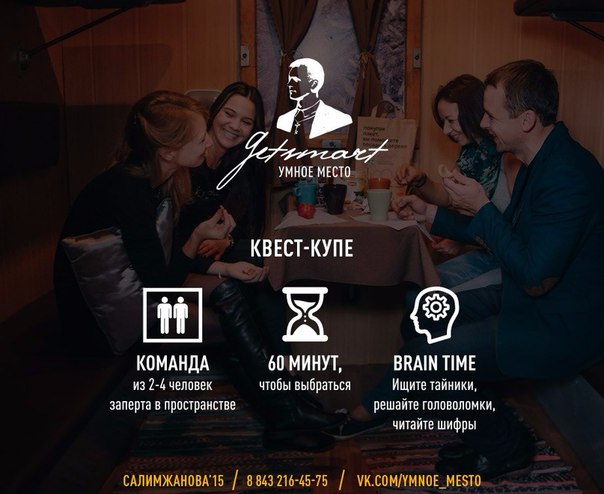 getsmart
УМНОЕ МЕСТО
КВЕСТ-КУПЕ
КОМАНДА
из 2-4 человек
заперта в пространстве
60 МИНУТ,
чтобы выбраться
BRAIN TIME
Ищите тайники,
решайте головоломки,
читайте шифры
САЛИМЖАНОВА'15 / 8 843 216-45-75 / VK.COM/YMNOE_MESTO